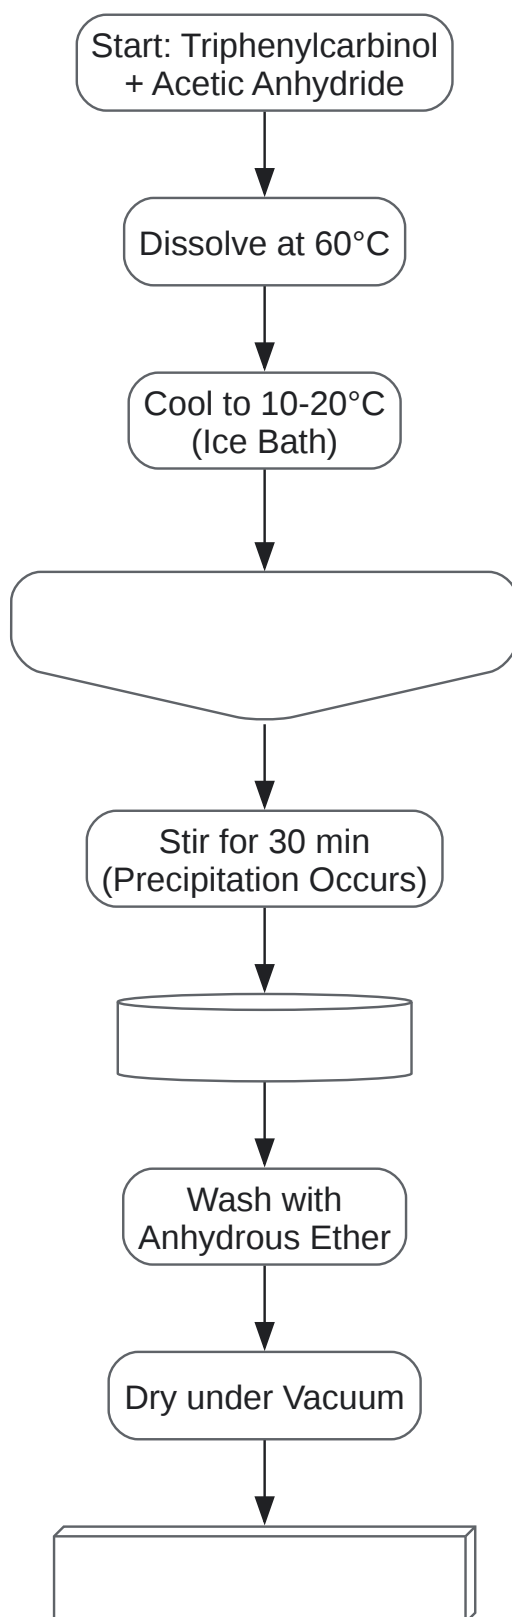 Start: Triphenylcarbinol
+ Acetic Anhydride
Dissolve at 60°C
Cool to 10-20°C
(Ice Bath)
Stir for 30 min
(Precipitation Occurs)
Wash with
Anhydrous Ether
Dry under Vacuum